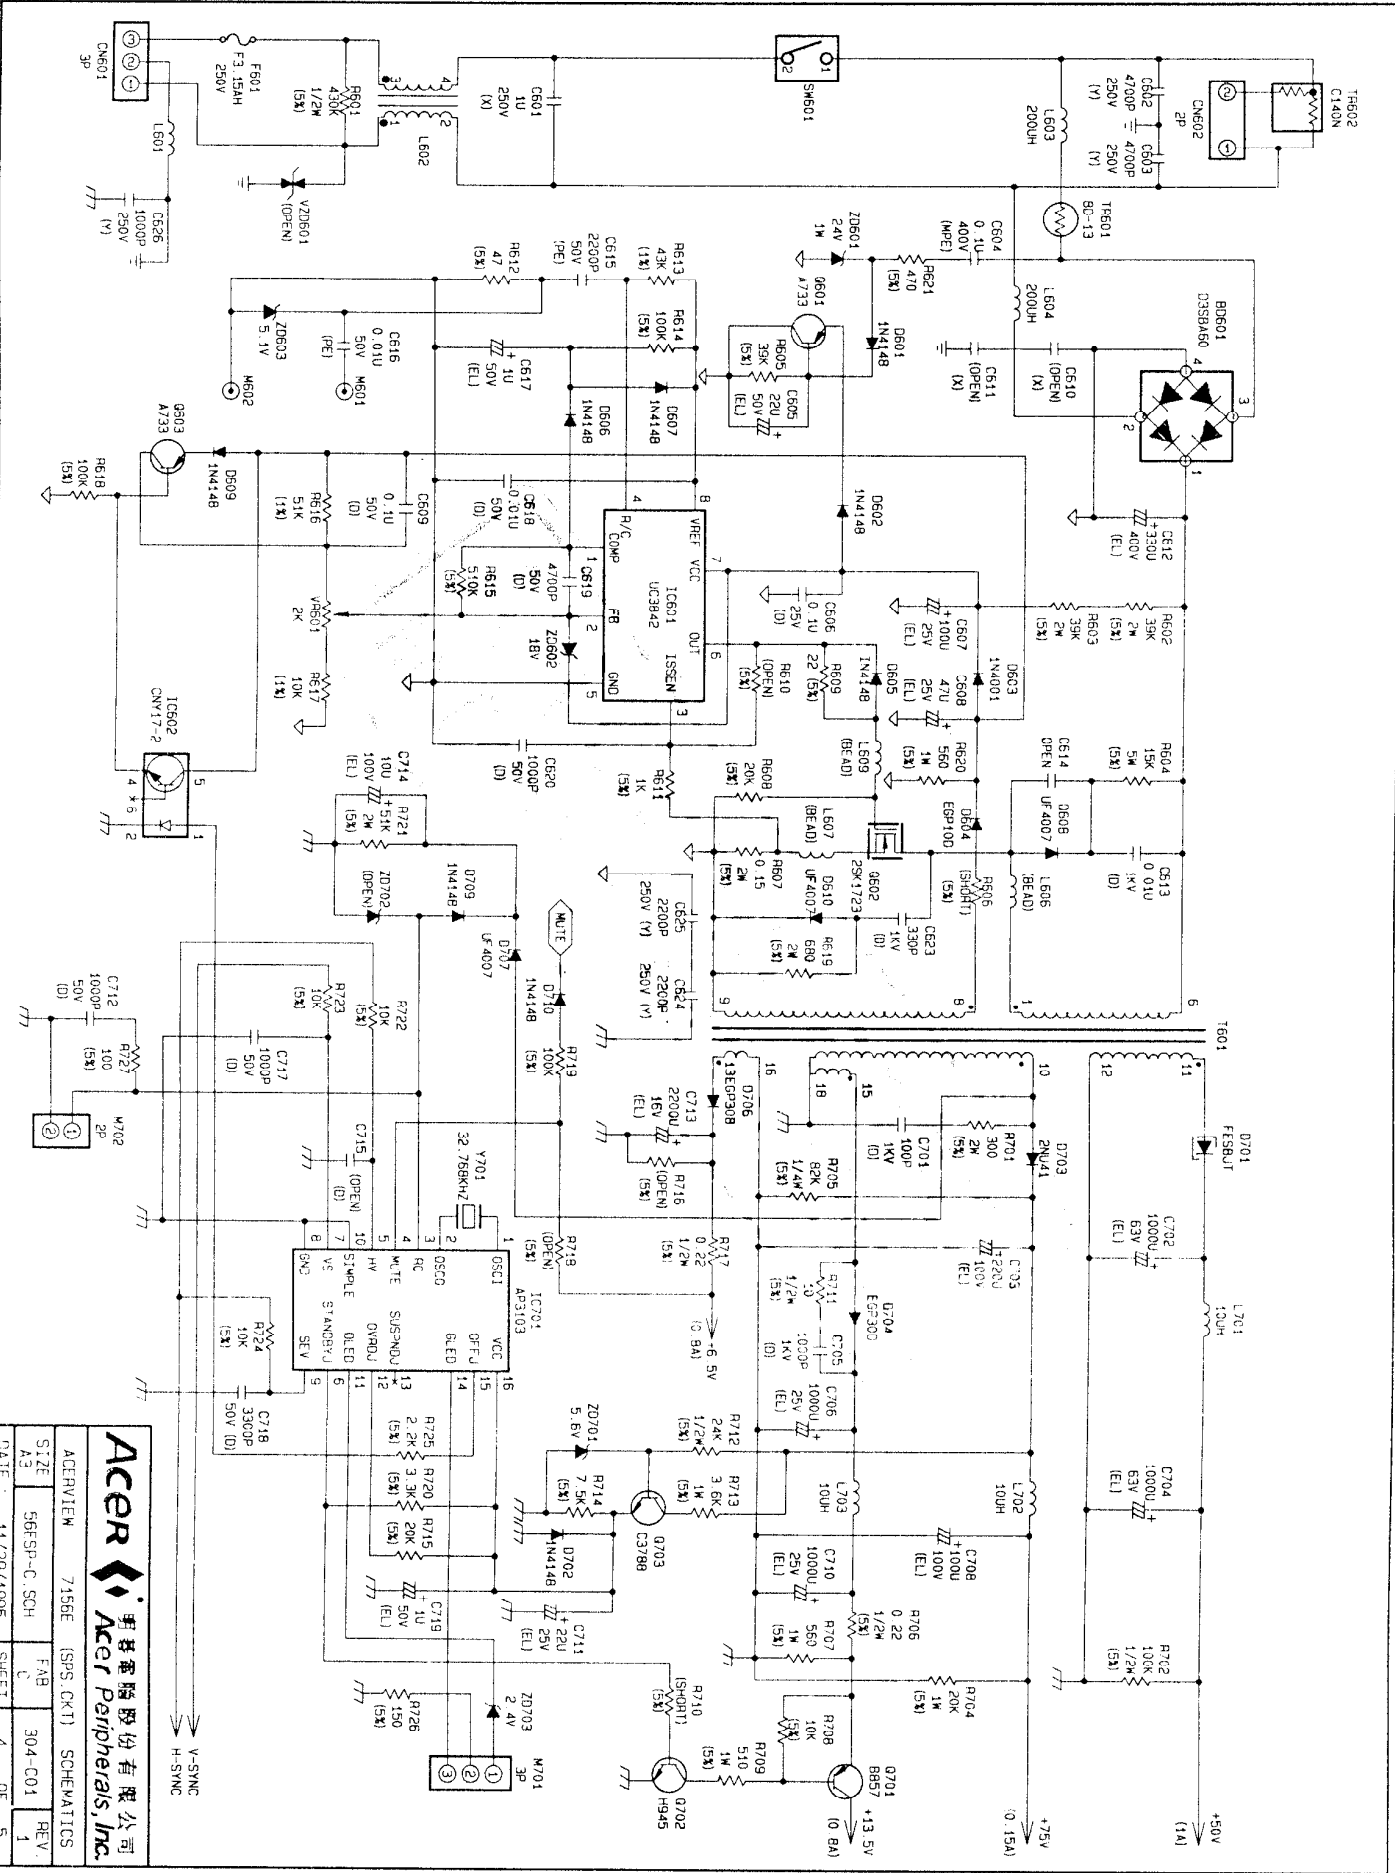 CN601
3P
F601
F3.15AH
250V
R601
430K
1/2W
(5%)
L601
VZD601
(OPEN)
C626
1000P
250V
(Y)
L602
C601
1U
250V
(X)
SW601
L603
200UH
C602
4700P
250V
(Y)
C603
4700P
250V
(Y)
CN602
2P
TR602
C140N
TR601
8D-13
C604
0.1U
400V
(MPE)
L604
200UH
BD601
D3SBA60
C610
(OPEN)
(X)
C611
(OPEN)
(X)
C612
+330U
400V
(EL)
ZD601
24V
1W
R621
470
(5%)
Q601
A733
D601
1N4148
R605
39K
(5%)
C605
22U
50V
(EL)
D602
1N4148
C606
0.1U
25V
(D)
R612
47
(5%)
C615
2200P
50V
(PE)
R613
43K
(1%)
R614
100K
(5%)
ZD603
5.1V
C616
0.01U
50V
(PE)
M602
M601
C617
+ 1U
50V
(EL)
D606
1N4148
D607
1N4148
Q603
A733
R618
100K
(5%)
D609
1N4148
R616
51K
(1%)
C609
0.1U
50V
(D)
C618
0.01U
50V
(D)
R615
510K
(5%)
C619
4700P
50V
(D)
VR601
2K
ZD602
18V
R617
10K
(1%)
IC601
UC3842
R/C
VREF
VCC
COMP
FB
OUT
GND
ISSEN
IC602
CNY17-2
R602
39K
2W
(5%)
R603
39K
2W
(5%)
C607
+100U
25V
(EL)
D603
1N4001
C608
47U
25V
(EL)
D605
1N4148
R609
22 (5%)
R610
(OPEN)
(5%)
L609
(BEAD)
R620
560
1W
(5%)
D604
EGP10D
R606
(SHORT)
(5%)
C614
OPEN
R604
15K
5W
(5%)
D608
UF4007
C613
0.01U
1KV
(D)
L606
(BEAD)
C620
1000P
50V
(D)
R611
1K
(5%)
R608
20K
(5%)
L607
(BEAD)
R607
0.15
2W
(5%)
Q602
2SK1723
D610
UF4007
R619
680
2W
(5%)
C623
330P
1KV
(D)
C625
2200P
250V (Y)
C624
2200P
250V (Y)
T601
C714
10U
100V
(EL)
R721
+51K
2W
(5%)
ZD702
(OPEN)
D709
1N4148
D707
UF4007
MUTE
D710
1N4148
R719
100K
(5%)
R723
10K
(5%)
R722
10K
(5%)
C712
1000P
50V
(D)
R727
100
(5%)
C717
1000P
50V
(D)
M702
2P
C715
(OPEN)
(D)
Y701
32.768KHZ
C713
2200U
16V
(EL)
D706
EGP30B
R716
(OPEN)
(5%)
R717
0.22
1/2W
(5%)
+6.5V
(0.8A)
R718
(OPEN)
(5%)
C701
100P
1KV
(D)
R701
300
2W
(5%)
D703
2NU41
R705
82K
1/4W
(5%)
C703
+220U
100V
(EL)
D701
FES8JT
C702
1000U
63V
(EL)
L701
10UH
R711
10
1/2W
(5%)
C705
1000P
1KV
(D)
D704
EGP30D
C706
1000U
25V
(EL)
C704
1000U
63V
(EL)
IC701
AP3103
OSCI
OSCO
RC
MUTE
HV
SIMPLE
VS
GND
VCC
OFFJ
GLED
SUSPNDJ
OVRDJ
OLED
STANDBYJ
SEV
R724
10K
(5%)
C718
3300P
50V (D)
R725
2.2K
(5%)
R720
3.3K
(5%)
R715
20K
(5%)
C719
+ 1U
50V
(EL)
ZD701
5.6V
R712
24K
1/2W
(5%)
R713
3.6K
1W
(5%)
R714
7.5K
(5%)
Q703
C3788
D702
1N4148
C711
+ 22U
25V
(EL)
L703
10UH
L702
10UH
C708
+100U
100V
(EL)
C710
1000U
25V
(EL)
R706
0.22
1/2W
(5%)
R707
560
1W
(5%)
R702
100K
1/2W
(5%)
R704
20K
1W
(5%)
R710
(SHORT)
(5%)
R708
10K
(5%)
R709
510
1W
(5%)
Q702
H945
Q701
B857
R726
150
(5%)
ZD703
2.4V
M701
3P
+13.5V
(0.8A)
+75V
(0.15A)
+50V
(1A)
V-SYNC
H-SYNC
Acer 明碁電腦股份有限公司
Acer Peripherals, Inc.
ACERVIEW 7156E (SPS.CKT) SCHEMATICS
SIZE A3
56ESP-C.SCH
FAB C
304-C01
REV. 1